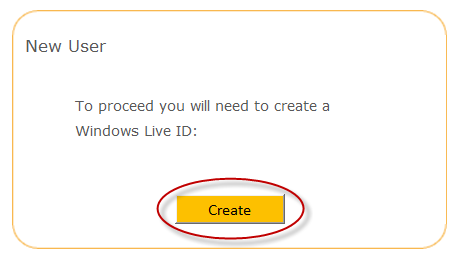 New User
To proceed you will need to create a
Windows Live ID:
Create